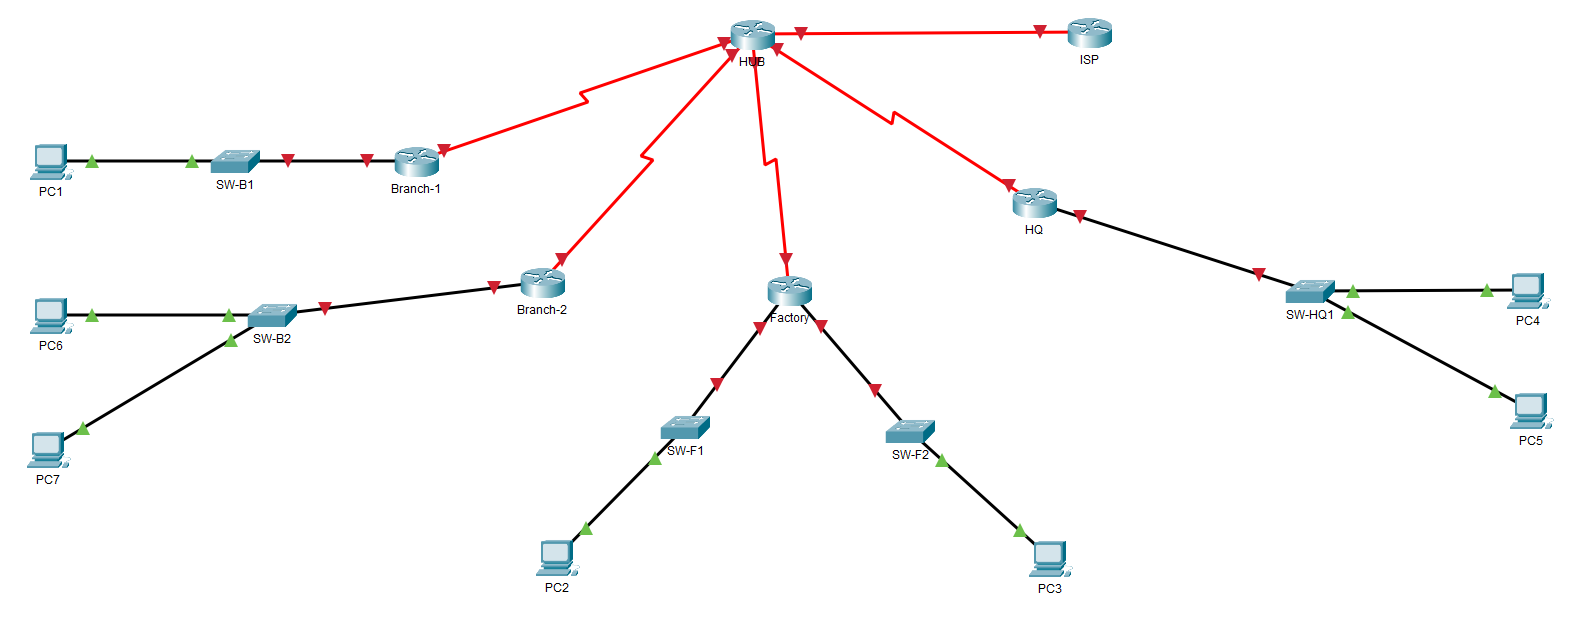 HUB
ISP
PC1
SW-B1
Branch-1
HQ
PC6
SW-B2
Branch-2
Factory
SW-HQ1
PC4
PC7
SW-F1
SW-F2
PC5
PC2
PC3